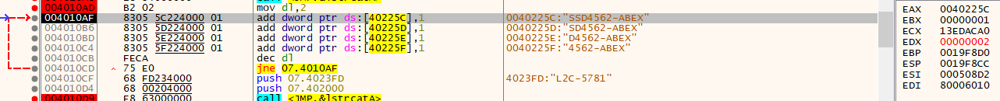 004010AD B2 02 mov dl,2
004010AF 8305 5C224000 01 add dword ptr ds:[40225C],1 0040225C:"SSD4562-ABEX"
004010B6 8305 5D224000 01 add dword ptr ds:[40225D],1 0040225D:"SD4562-ABEX"
004010BD 8305 5E224000 01 add dword ptr ds:[40225E],1 0040225E:"D4562-ABEX"
004010C4 8305 5F224000 01 add dword ptr ds:[40225F],1 0040225F:"4562-ABEX"
004010CB FECA dec dl
004010CD 75 E0 jne 07.4010AF
004010CF 68 FD234000 push 07.4023FD 4023FD:"L2C-5781"
004010D4 68 00204000 push 07.402000
004010D9 E8 63000000 call <JMP.&lstrcatA>
EAX 0040225C
EBX 00000001
ECX 13EDACA0
EDX 00000002
EBP 0019F8D0
ESP 0019F8CC
ESI 000508D2
EDI 80006010